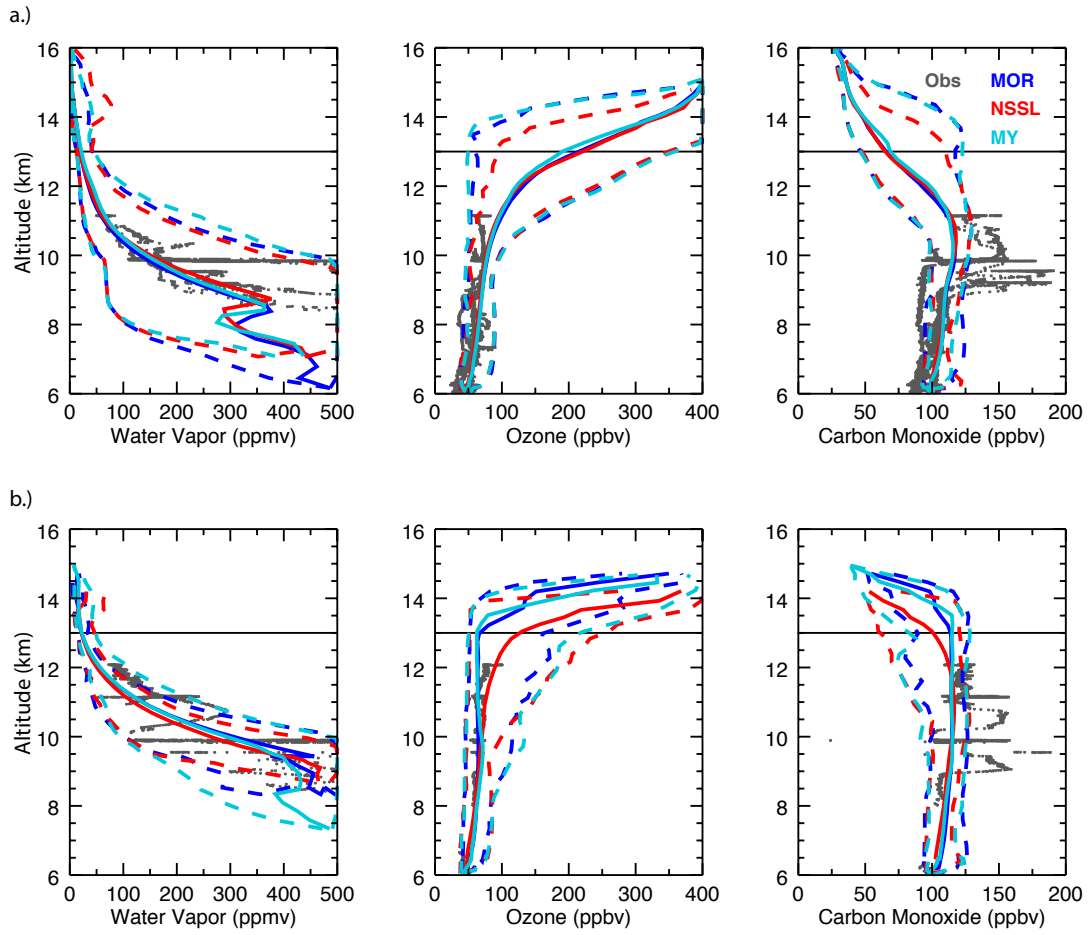 a.)
16
14
12
10
8
6
Altitude (km)
0 100 200 300 400 500
Water Vapor (ppmv)
16
14
12
10
8
6
0 100 200 300 400
Ozone (ppbv)
Obs MOR
NSSL
MY
16
14
12
10
8
6
0 50 100 150 200
Carbon Monoxide (ppbv)
b.)
16
14
12
10
8
6
Altitude (km)
0 100 200 300 400 500
Water Vapor (ppmv)
16
14
12
10
8
6
0 100 200 300 400
Ozone (ppbv)
16
14
12
10
8
6
0 50 100 150 200
Carbon Monoxide (ppbv)